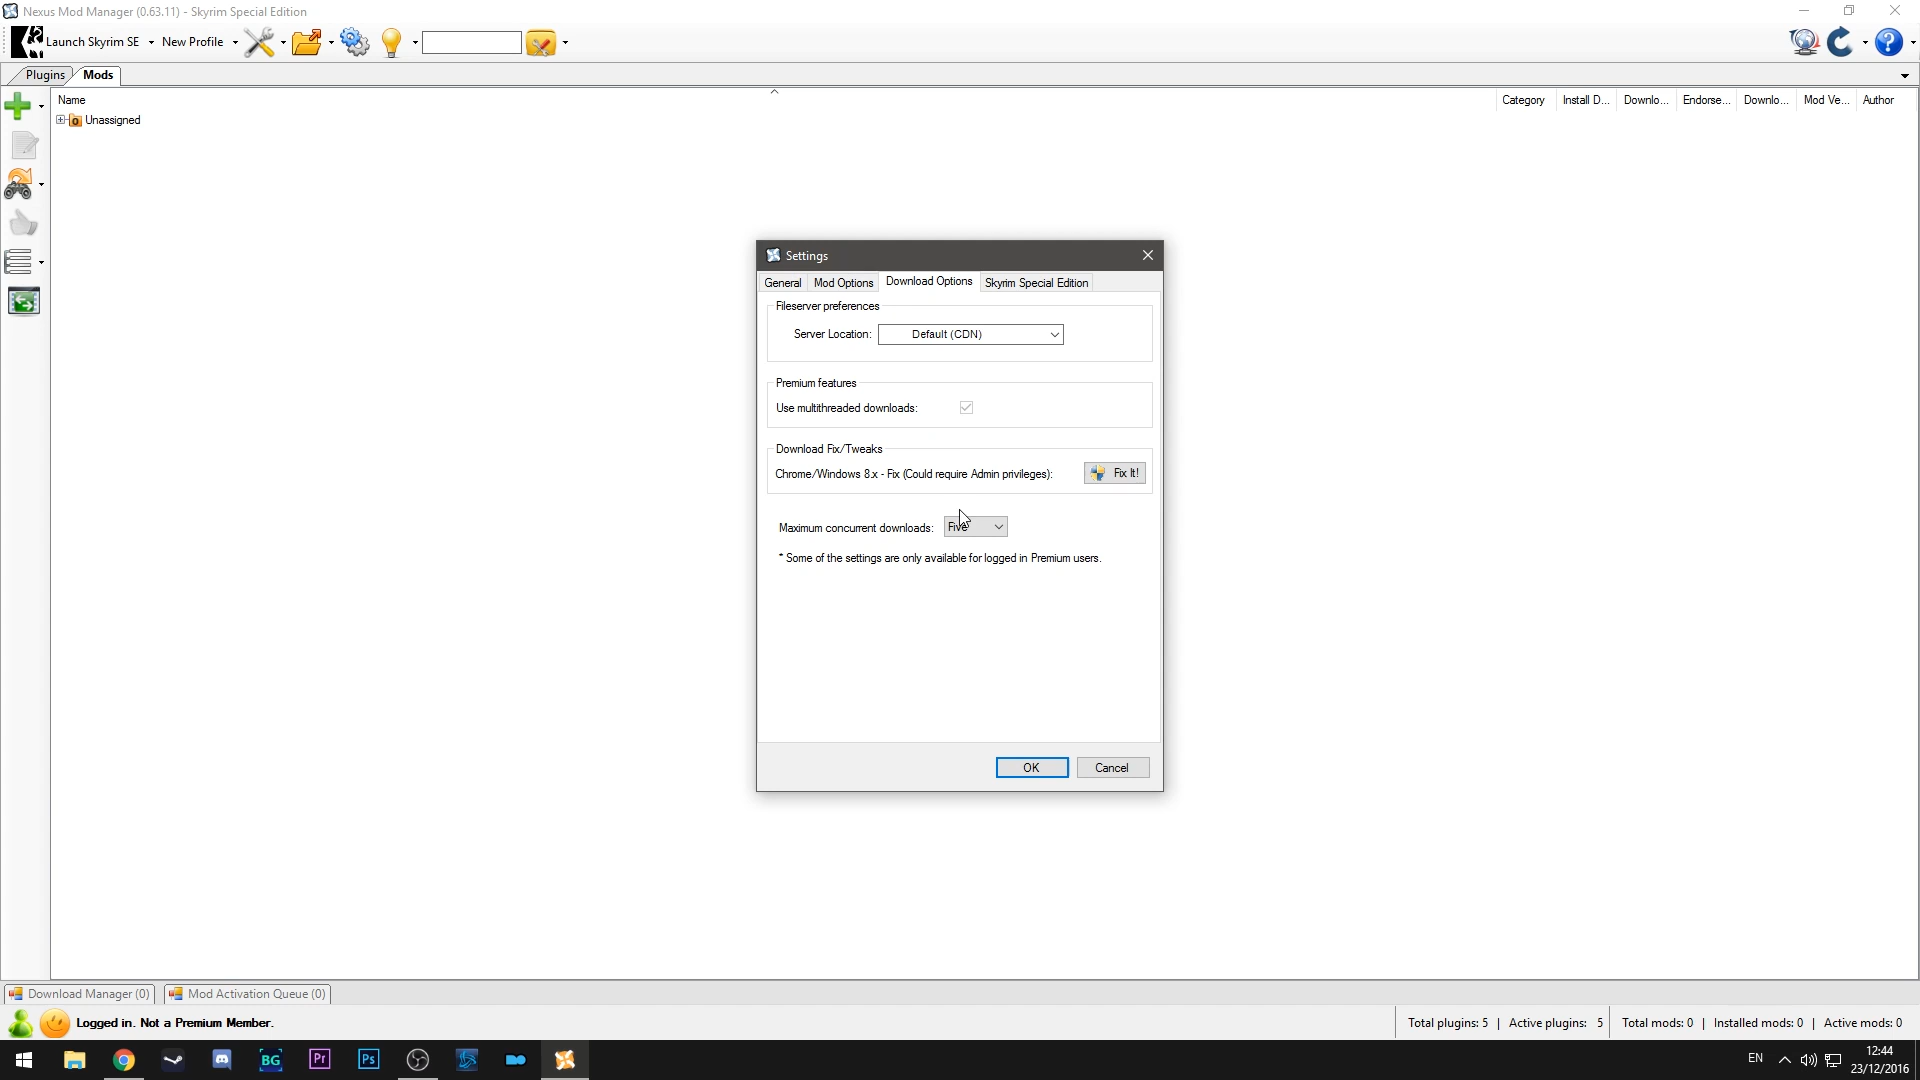 Nexus Mod Manager (0.63.11) - Skyrim Special Edition
Launch Skyrim SE New Profile
Plugins Mods
Name Category Install D... Downlo... Endorse... Downlo... Mod Ve... Author
Unassigned
Settings
General Mod Options Download Options Skyrim Special Edition
Fileserver preferences
Server Location: Default (CDN)
Premium features
Use multithreaded downloads:
Download Fix/Tweaks
Chrome/Windows 8.x - Fix (Could require Admin privileges): Fix It!
Maximum concurrent downloads: Five
* Some of the settings are only available for logged in Premium users.
OK Cancel
Download Manager (0) Mod Activation Queue (0)
Logged in. Not a Premium Member. Total plugins: 5 | Active plugins: 5 Total mods: 0 | Installed mods: 0 | Active mods: 0
BG Pr Ps EN 12:44
23/12/2016